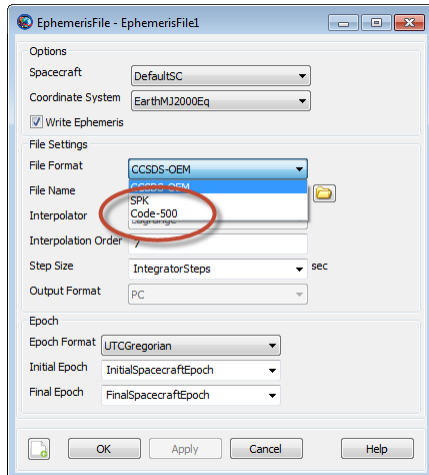 EphemerisFile - EphemerisFile1
Options
Spacecraft DefaultSC
Coordinate System EarthMJ2000Eq
Write Ephemeris
File Settings
File Format CCSDS-OEM
CCSDS-OEM
File Name SPK
Code-500
Interpolator Lagrange
Interpolation Order 7
Step Size IntegratorSteps sec
Output Format PC
Epoch
Epoch Format UTCGregorian
Initial Epoch InitialSpacecraftEpoch
Final Epoch FinalSpacecraftEpoch
OK Apply Cancel Help